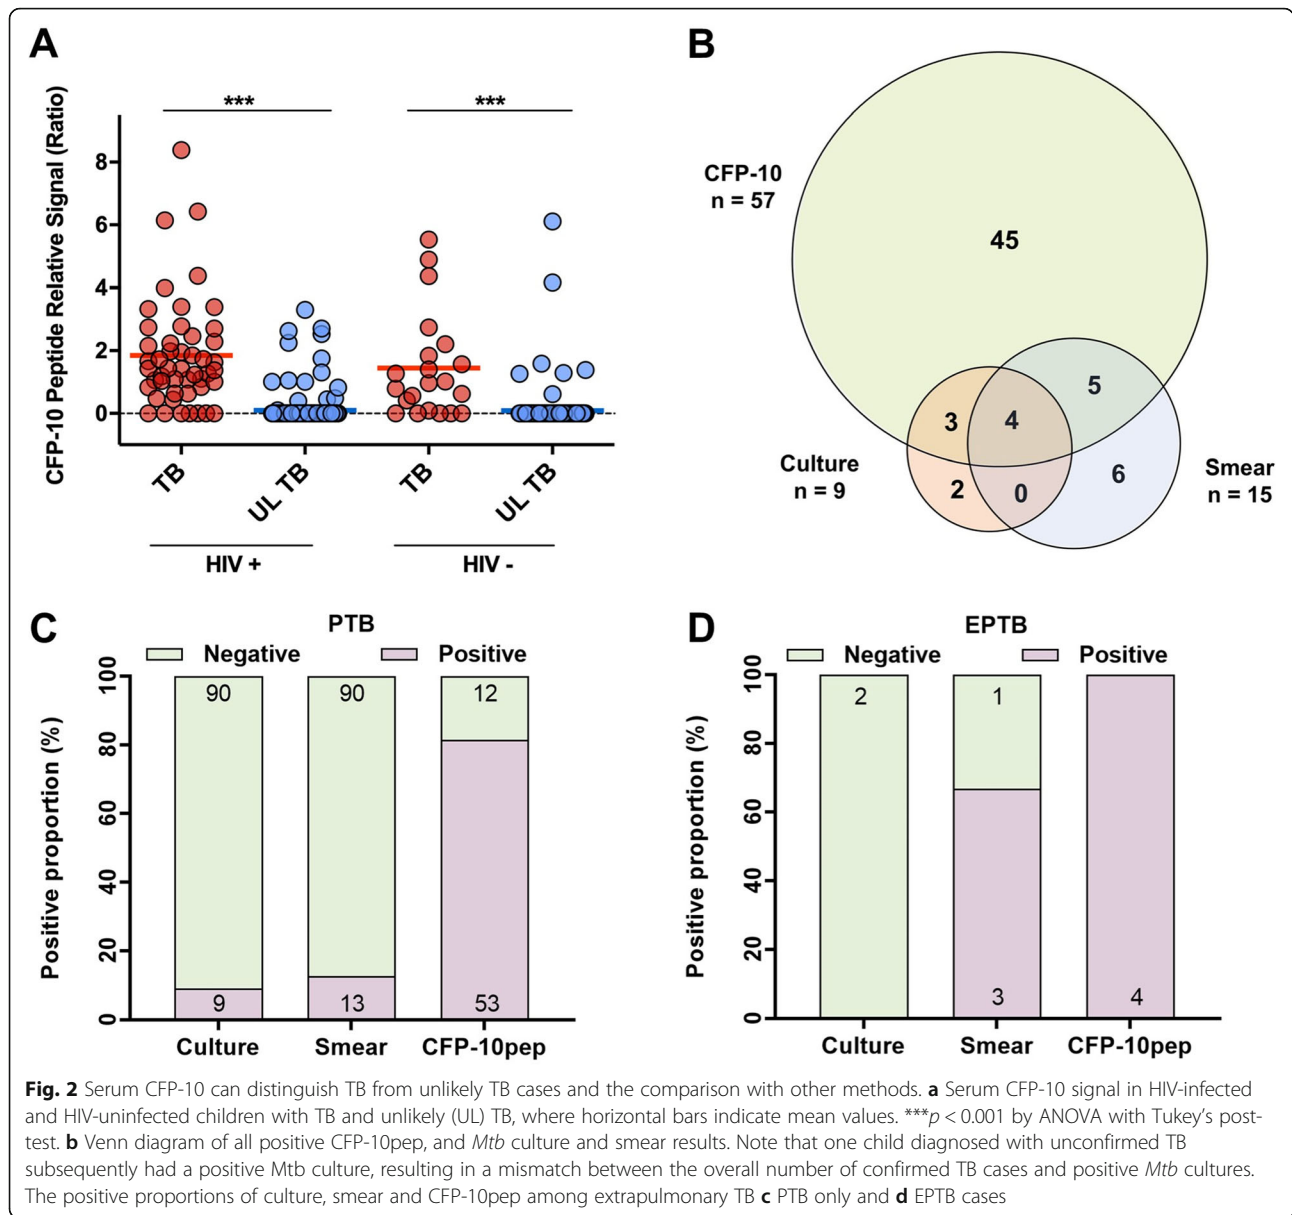 A
CFP-10 Peptide Relative Signal (Ratio)
***
***
8
6
4
2
0
TB
UL TB
TB
UL TB
HIV +
HIV -
B
CFP-10
n = 57
45
5
3
4
Culture
n = 9
2
0
6
Smear
n = 15
C
PTB
Negative
Positive
Positive proportion (%)
100
80
60
40
20
0
90
90
12
9
13
53
Culture
Smear
CFP-10pep
D
EPTB
Negative
Positive
Positive proportion (%)
100
80
60
40
20
0
2
1
3
4
Culture
Smear
CFP-10pep
Fig. 2 Serum CFP-10 can distinguish TB from unlikely TB cases and the comparison with other methods. a Serum CFP-10 signal in HIV-infected
and HIV-uninfected children with TB and unlikely (UL) TB, where horizontal bars indicate mean values. ***p < 0.001 by ANOVA with Tukey's post-
test. b Venn diagram of all positive CFP-10pep, and Mtb culture and smear results. Note that one child diagnosed with unconfirmed TB
subsequently had a positive Mtb culture, resulting in a mismatch between the overall number of confirmed TB cases and positive Mtb cultures.
The positive proportions of culture, smear and CFP-10pep among extrapulmonary TB c PTB only and d EPTB cases